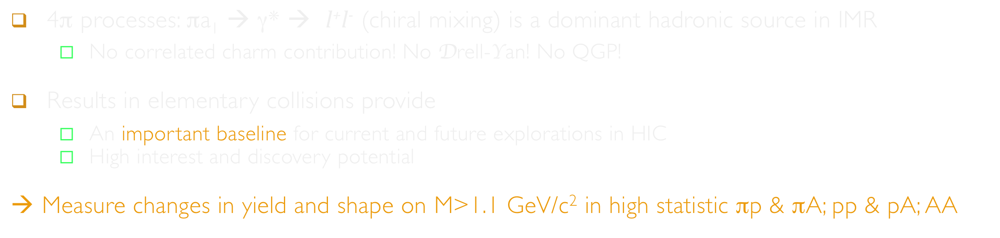 ❑ 4π processes: πa₁ → γ* → l⁺l⁻ (chiral mixing) is a dominant hadronic source in IMR
□ No correlated charm contribution! No Drell-Yan! No QGP!
❑ Results in elementary collisions provide
□ An important baseline for current and future explorations in HIC
□ High interest and discovery potential
→ Measure changes in yield and shape on M>1.1 GeV/c² in high statistic πp & πA; pp & pA; AA